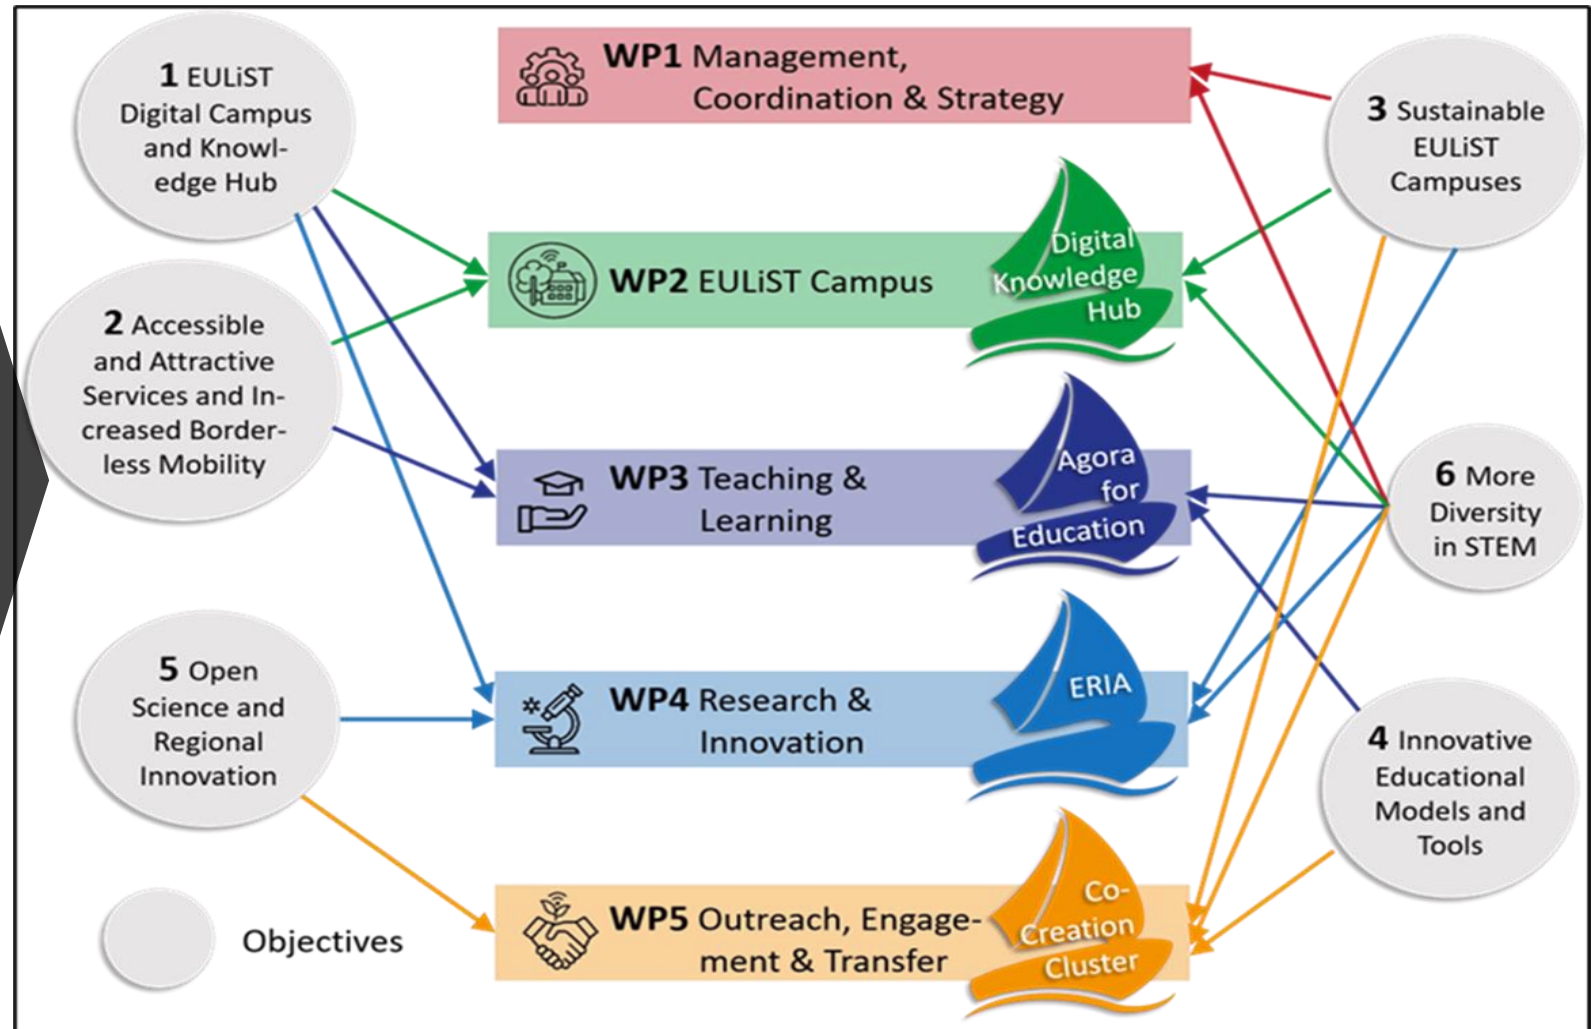 1 EULiST
Digital Campus
and Knowl-
edge Hub
2 Accessible
and Attractive
Services and In-
creased Border-
less Mobility
5 Open
Science and
Regional
Innovation
Objectives
WP1 Management,
Coordination & Strategy
WP2 EULiST Campus
Digital
Knowledge
Hub
WP3 Teaching &
Learning
Agora
for
Education
WP4 Research &
Innovation
ERIA
WP5 Outreach, Engage-
ment & Transfer
Co-
Creation
Cluster
3 Sustainable
EULiST
Campuses
6 More
Diversity
in STEM
4 Innovative
Educational
Models and
Tools